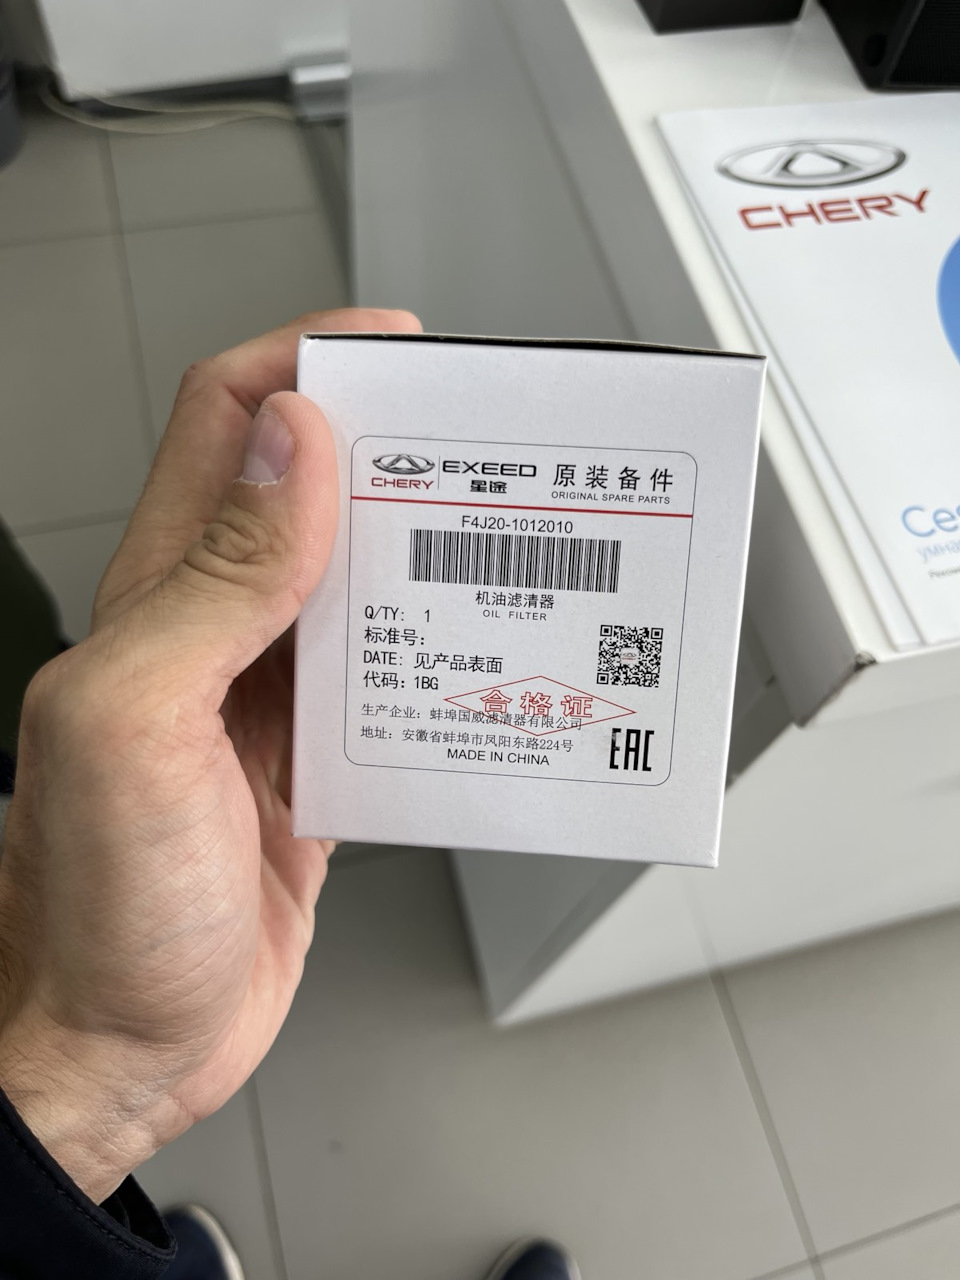 CHERY
Ces
CHERY
EXEED
星途
原装备件
ORIGINAL SPARE PARTS
F4J20-1012010
机油滤清器
OIL FILTER
Q/TY: 1
标准号:
DATE: 见产品表面
代码: 1BG
合格证
生产企业: 蚌埠国威滤清器有限公司
地址: 安徽省蚌埠市凤阳东路224号
MADE IN CHINA
EAC